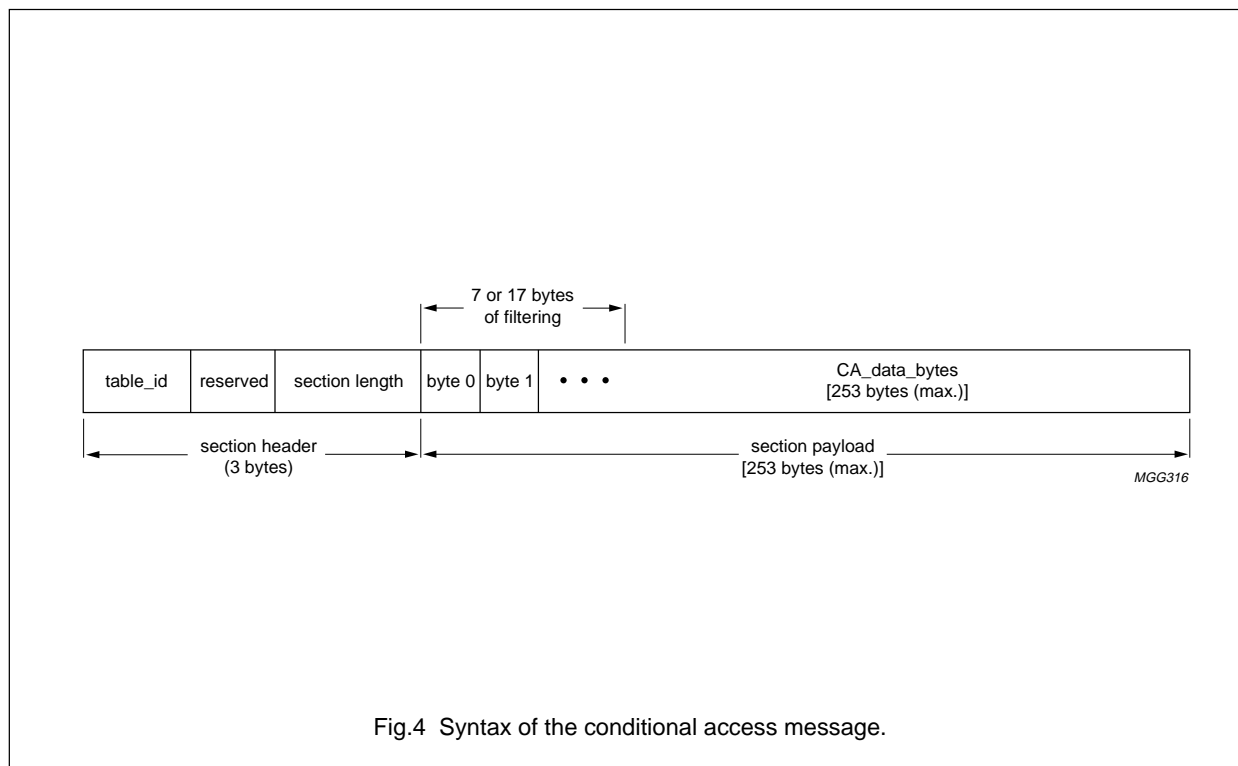 7 or 17 bytes
of filtering
table_id reserved section length byte 0 byte 1 • • • CA_data_bytes
[253 bytes (max.)]
section header
(3 bytes)
section payload
[253 bytes (max.)]
MGG316
Fig.4 Syntax of the conditional access message.